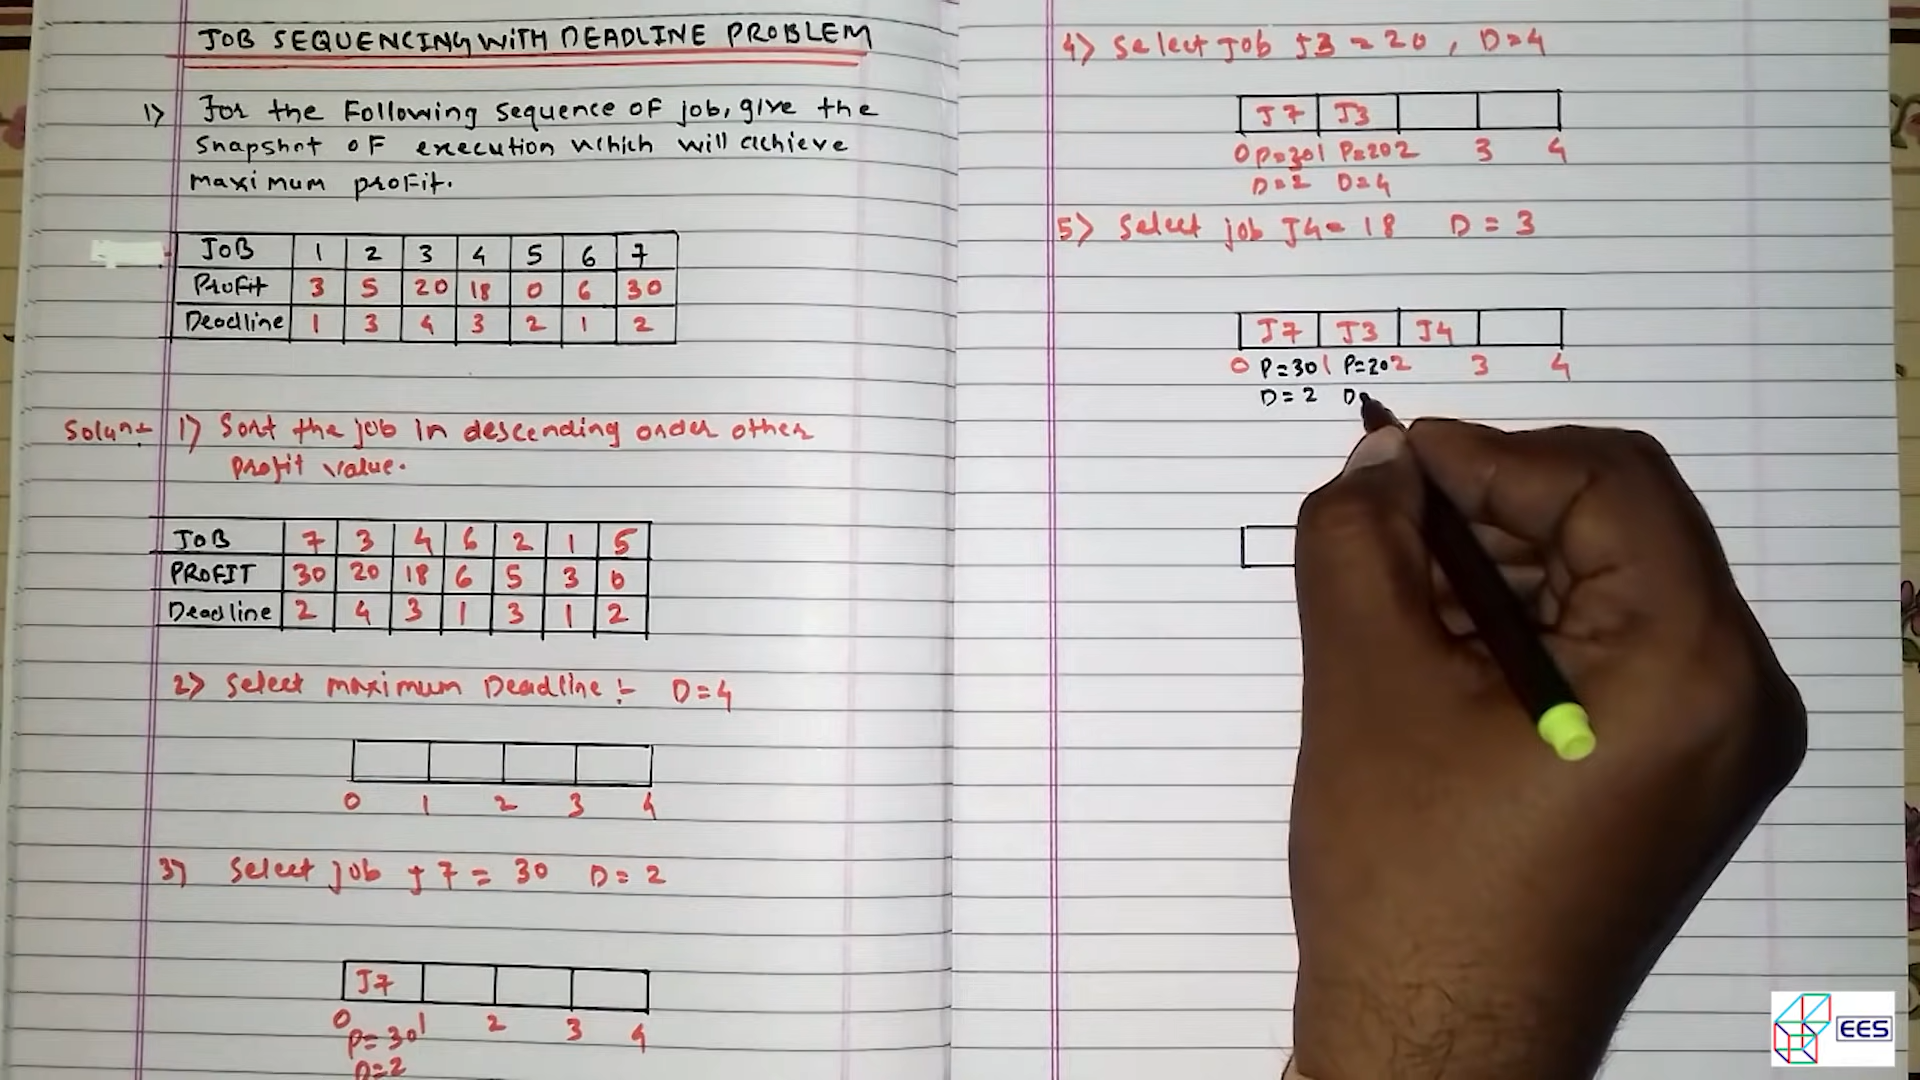 JOB SEQUENCING WITH DEADLINE PROBLEM
1) For the Following sequence of job, give the
snapshot of execution which will achieve
maximum profit.
JOB 1 2 3 4 5 6 7
Profit 3 5 20 18 0 6 30
Deadline 1 3 4 3 2 1 2
Solun:- 1) Sort the job in descending order other
profit value.
JOB 7 3 4 6 2 1 5
PROFIT 30 20 18 6 5 3 0
Deadline 2 4 3 1 3 1 2
2) Select maximum Deadline :- D=4
0 1 2 3 4
3) Select job J7 = 30 D = 2
J7
0 1 2 3 4
P=30
D=2
4) Select Job J3 = 20, D=4
J7 J3
0 P=30 1 P=20 2 3 4
D=2 D=4
5) Select job J4 = 18 D = 3
J7 J3 J4
0 P=30 1 P=20 2 3 4
D=2 D=
EES